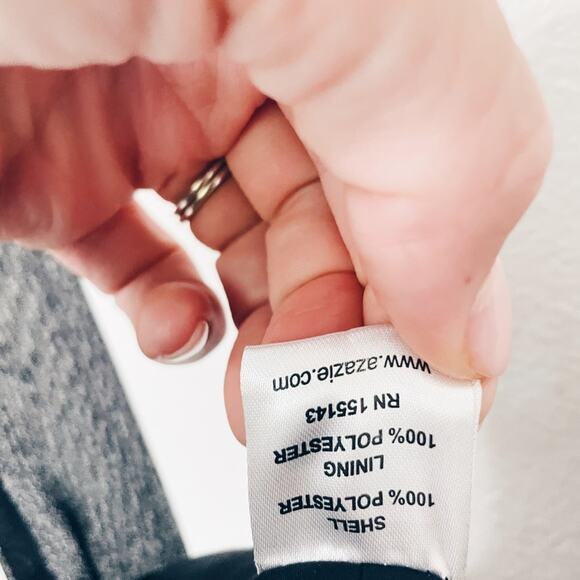 SHELL
100% POLYESTER
LINING
100% POLYESTER
RN 155143
www.azazie.com